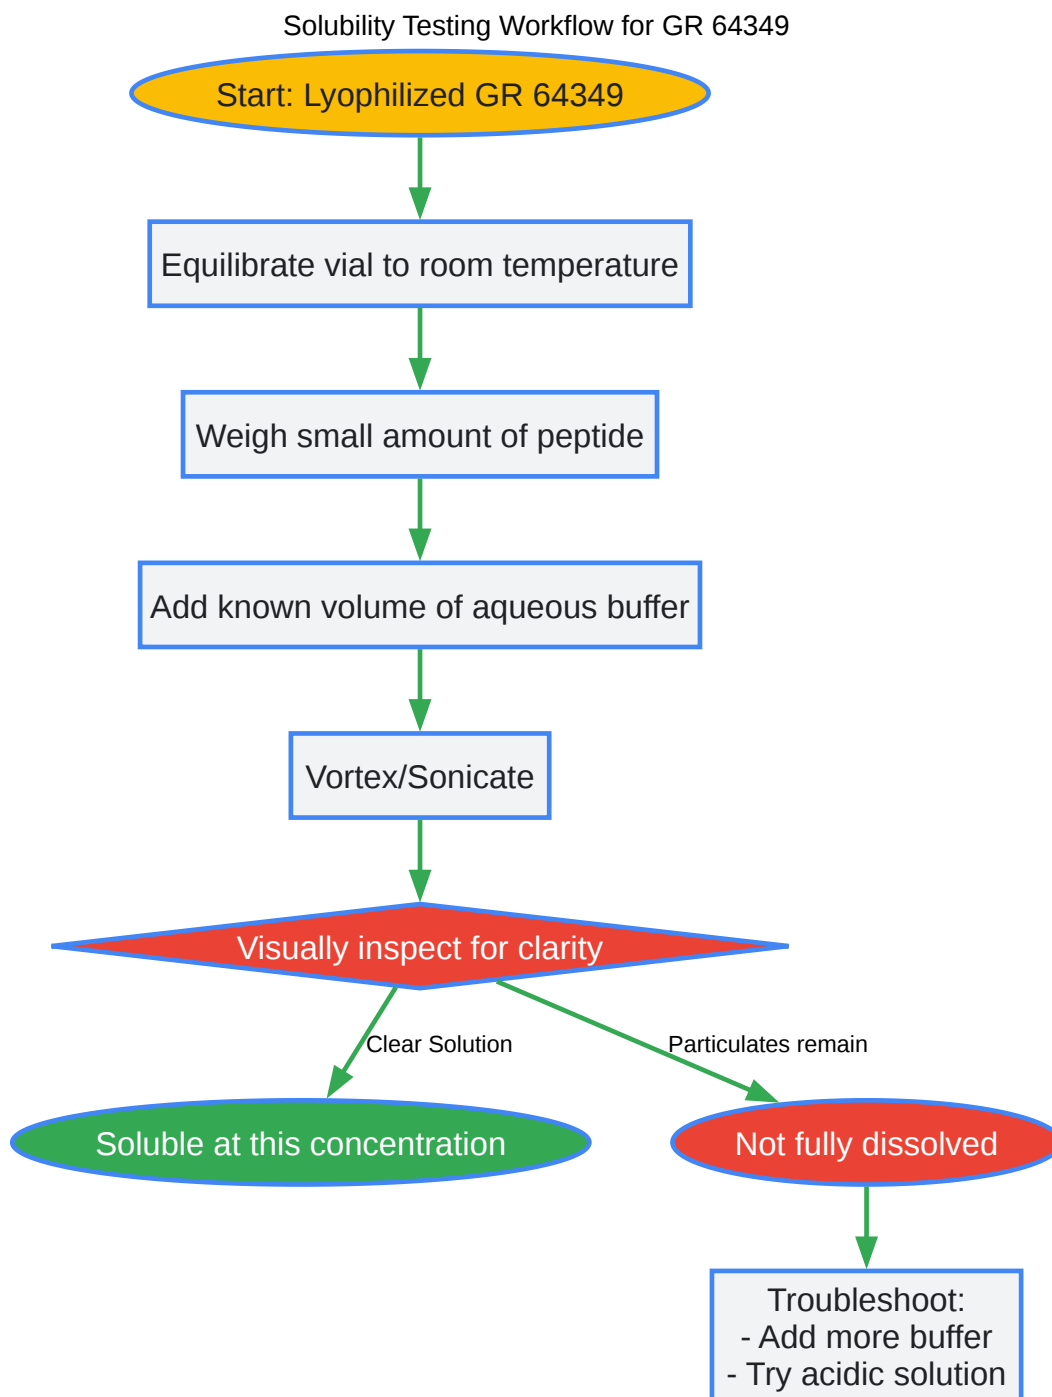 Solubility Testing Workflow for GR 64349
Start: Lyophilized GR 64349
Equilibrate vial to room temperature
Weigh small amount of peptide
Add known volume of aqueous buffer
Vortex/Sonicate
Visually inspect for clarity
Clear Solution
Particulates remain
Soluble at this concentration
Not fully dissolved
Troubleshoot:
- Add more buffer
- Try acidic solution